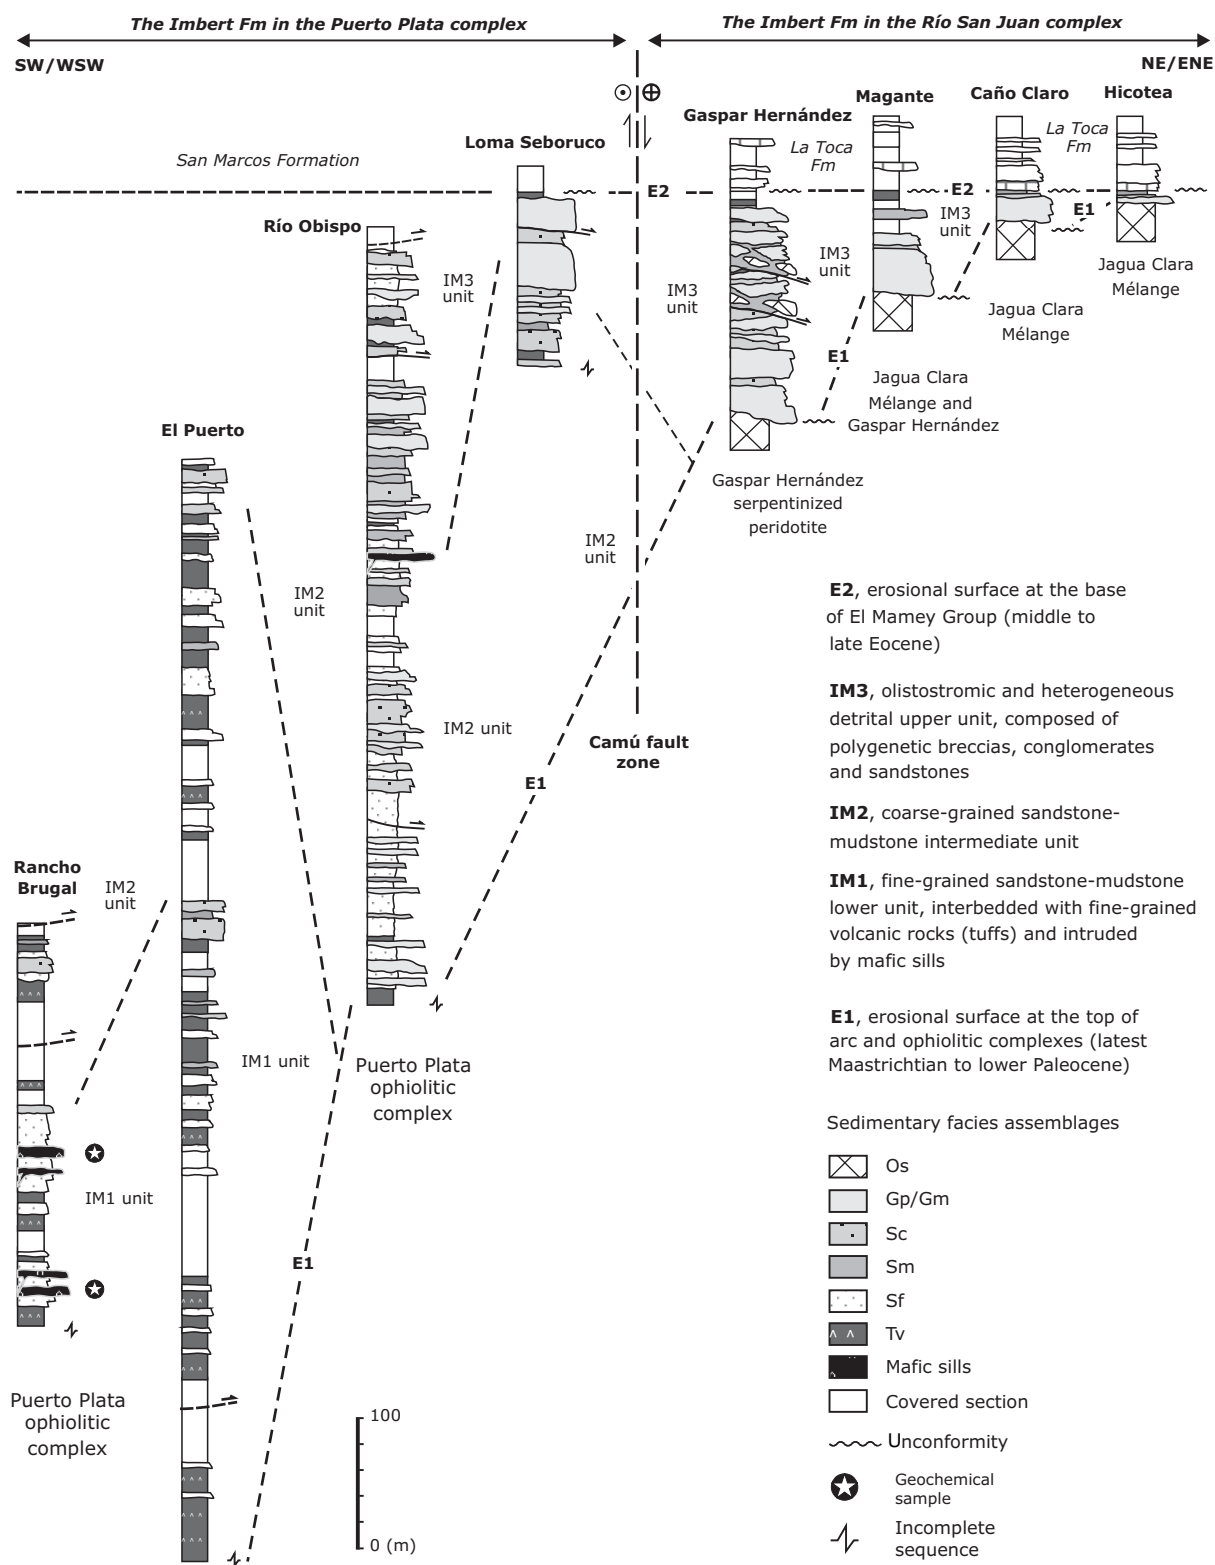 The Imbert Fm in the Puerto Plata complex
The Imbert Fm in the Río San Juan complex
SW/WSW
NE/ENE
Magante
Caño Claro
Hicotea
Gaspar Hernández
Loma Seboruco
La Toca
Fm
La Toca
Fm
San Marcos Formation
E2
E2
E1
Río Obispo
IM3
unit
IM3
unit
IM3
unit
IM3
unit
Jagua Clara
Mélange
Jagua Clara
Mélange
E1
Jagua Clara
Mélange and
Gaspar Hernández
El Puerto
Gaspar Hernández
serpentinized
peridotite
IM2
unit
IM2
unit
IM2 unit
Camú fault
zone
E1
Rancho
Brugal
IM2
unit
IM1 unit
Puerto Plata
ophiolitic
complex
IM1 unit
E1
Puerto Plata
ophiolitic
complex
100
0 (m)
E2, erosional surface at the base
of El Mamey Group (middle to
late Eocene)
IM3, olistostromic and heterogeneous
detrital upper unit, composed of
polygenetic breccias, conglomerates
and sandstones
IM2, coarse-grained sandstone-
mudstone intermediate unit
IM1, fine-grained sandstone-mudstone
lower unit, interbedded with fine-grained
volcanic rocks (tuffs) and intruded
by mafic sills
E1, erosional surface at the top of
arc and ophiolitic complexes (latest
Maastrichtian to lower Paleocene)
Sedimentary facies assemblages
Os
Gp/Gm
Sc
Sm
Sf
Tv
Mafic sills
Covered section
Unconformity
Geochemical
sample
Incomplete
sequence